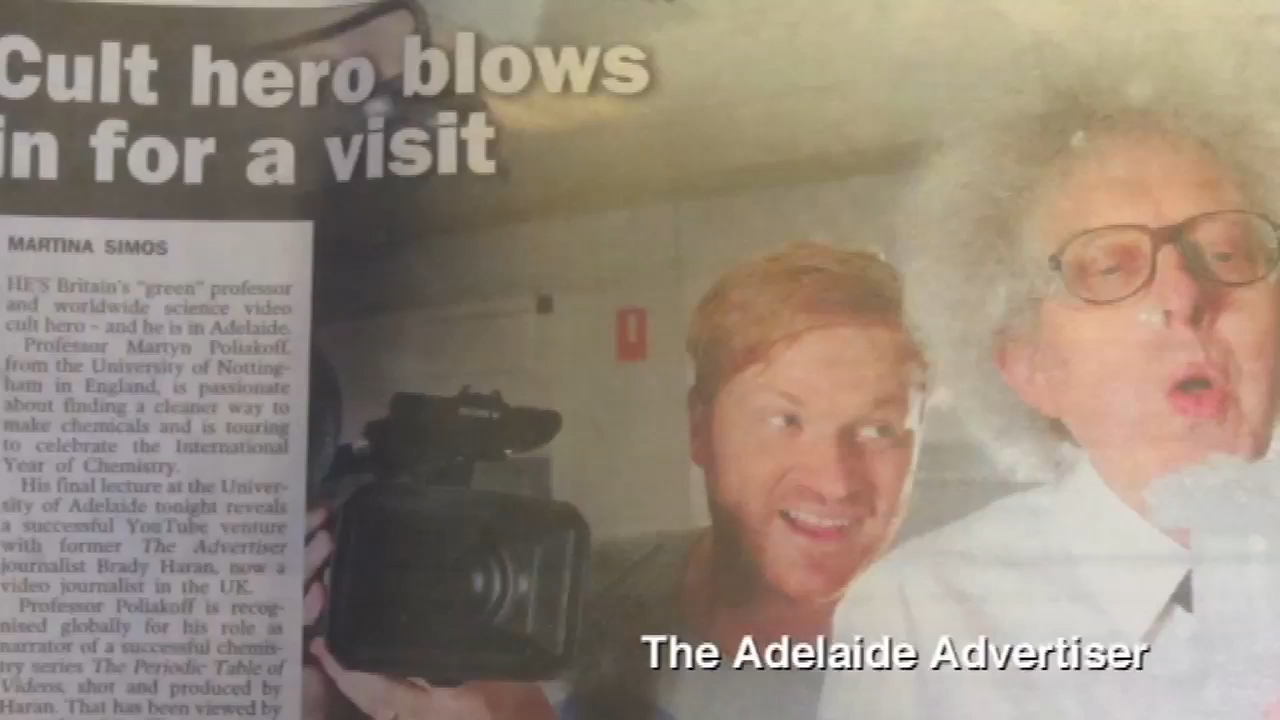 Cult hero blows
in for a visit
MARTINA SIMOS
HE'S Britain's "green" professor
and worldwide science video
cult hero – and he is in Adelaide.
Professor Martyn Poliakoff,
from the University of Notting-
ham in England, is passionate
about finding a cleaner way to
make chemicals and is touring
to celebrate the International
Year of Chemistry.
His final lecture at the Univer-
sity of Adelaide tonight reveals
a successful YouTube venture
with former The Advertiser
journalist Brady Haran, now a
video journalist in the UK.
Professor Poliakoff is recog-
nised globally for his role as
narrator of a successful chemis-
try series The Periodic Table of
Videos, shot and produced by
Haran. That has been viewed by
The Adelaide Advertiser